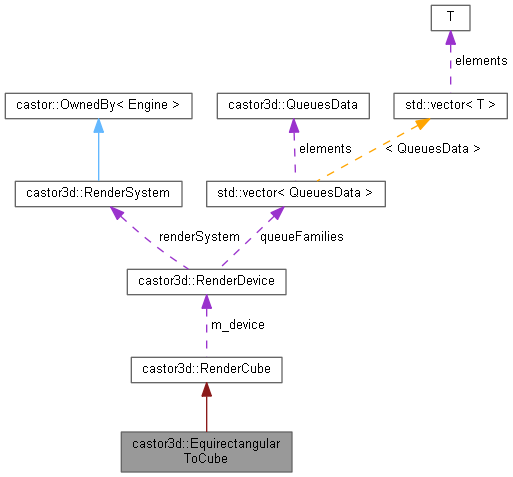 T
elements
castor::OwnedBy< Engine >
castor3d::QueuesData
std::vector< T >
elements
< QueuesData >
castor3d::RenderSystem
std::vector< QueuesData >
renderSystem
queueFamilies
castor3d::RenderDevice
m_device
castor3d::RenderCube
castor3d::Equirectangular
ToCube